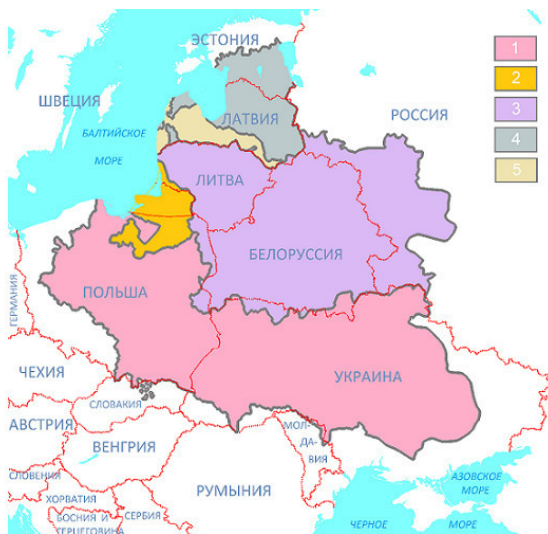 ЭСТОНИЯ
1
2
3
4
5
ШВЕЦИЯ
РОССИЯ
ЛАТВИЯ
БАЛТИЙСКОЕ
МОРЕ
ЛИТВА
БЕЛОРУССИЯ
ПОЛЬША
ГЕРМАНИЯ
ЧЕХИЯ
УКРАИНА
СЛОВАКИЯ
АВСТРИЯ
МОЛ-
ДА-
ВИЯ
ВЕНГРИЯ
СЛОВЕНИЯ
РУМЫНИЯ
АЗОВСКОЕ
МОРЕ
ХОРВАТИЯ
БОСНИЯ И
ГЕРЦЕГОВИНА
СЕРБИЯ
ЧЕРНОЕ
МОРЕ